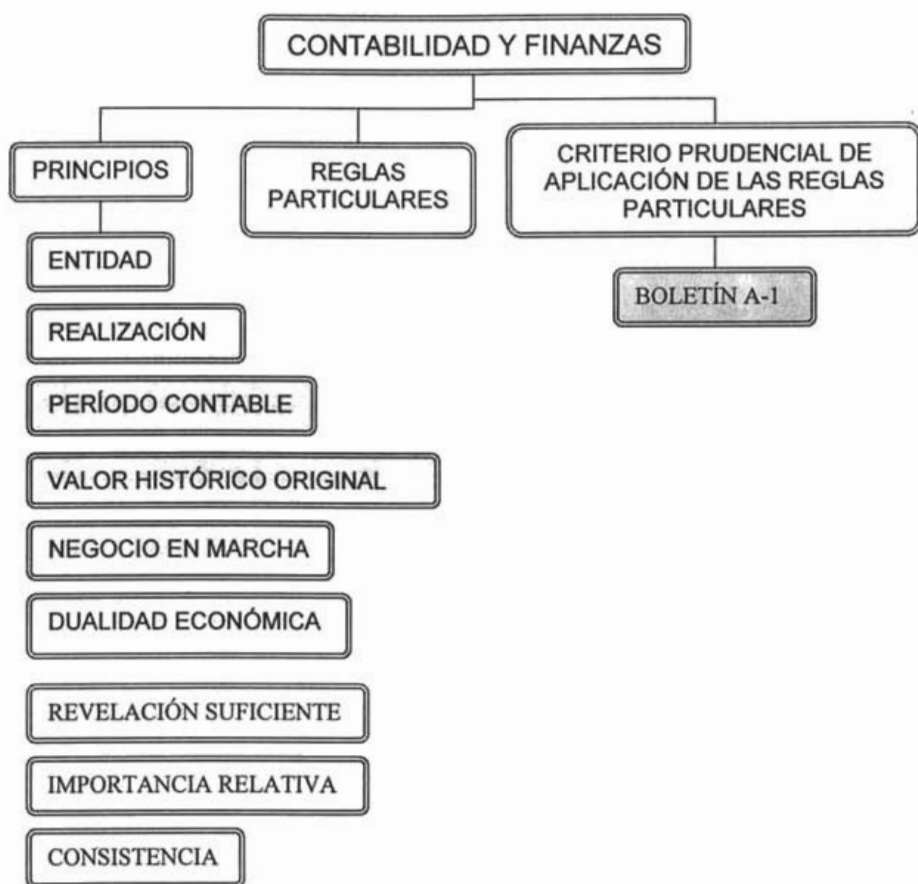 CONTABILIDAD Y FINANZAS
PRINCIPIOS
REGLAS
PARTICULARES
CRITERIO PRUDENCIAL DE
APLICACIÓN DE LAS REGLAS
PARTICULARES
BOLETÍN A-1
ENTIDAD
REALIZACIÓN
PERÍODO CONTABLE
VALOR HISTÓRICO ORIGINAL
NEGOCIO EN MARCHA
DUALIDAD ECONÓMICA
REVELACIÓN SUFICIENTE
IMPORTANCIA RELATIVA
CONSISTENCIA